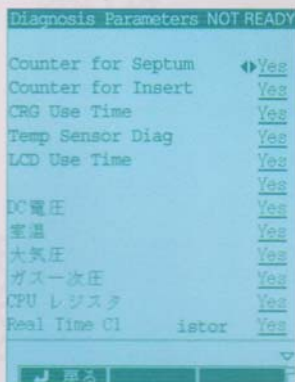 Diagnosis Parameters NOT READY
Counter for Septum Yes
Counter for Insert Yes
CRG Use Time Yes
Temp Sensor Diag Yes
LCD Use Time Yes
Yes
DC電圧 Yes
室温 Yes
大気圧 Yes
ガス一次圧 Yes
CPU レジスタ Yes
Real Time Cl istor Yes
戻る